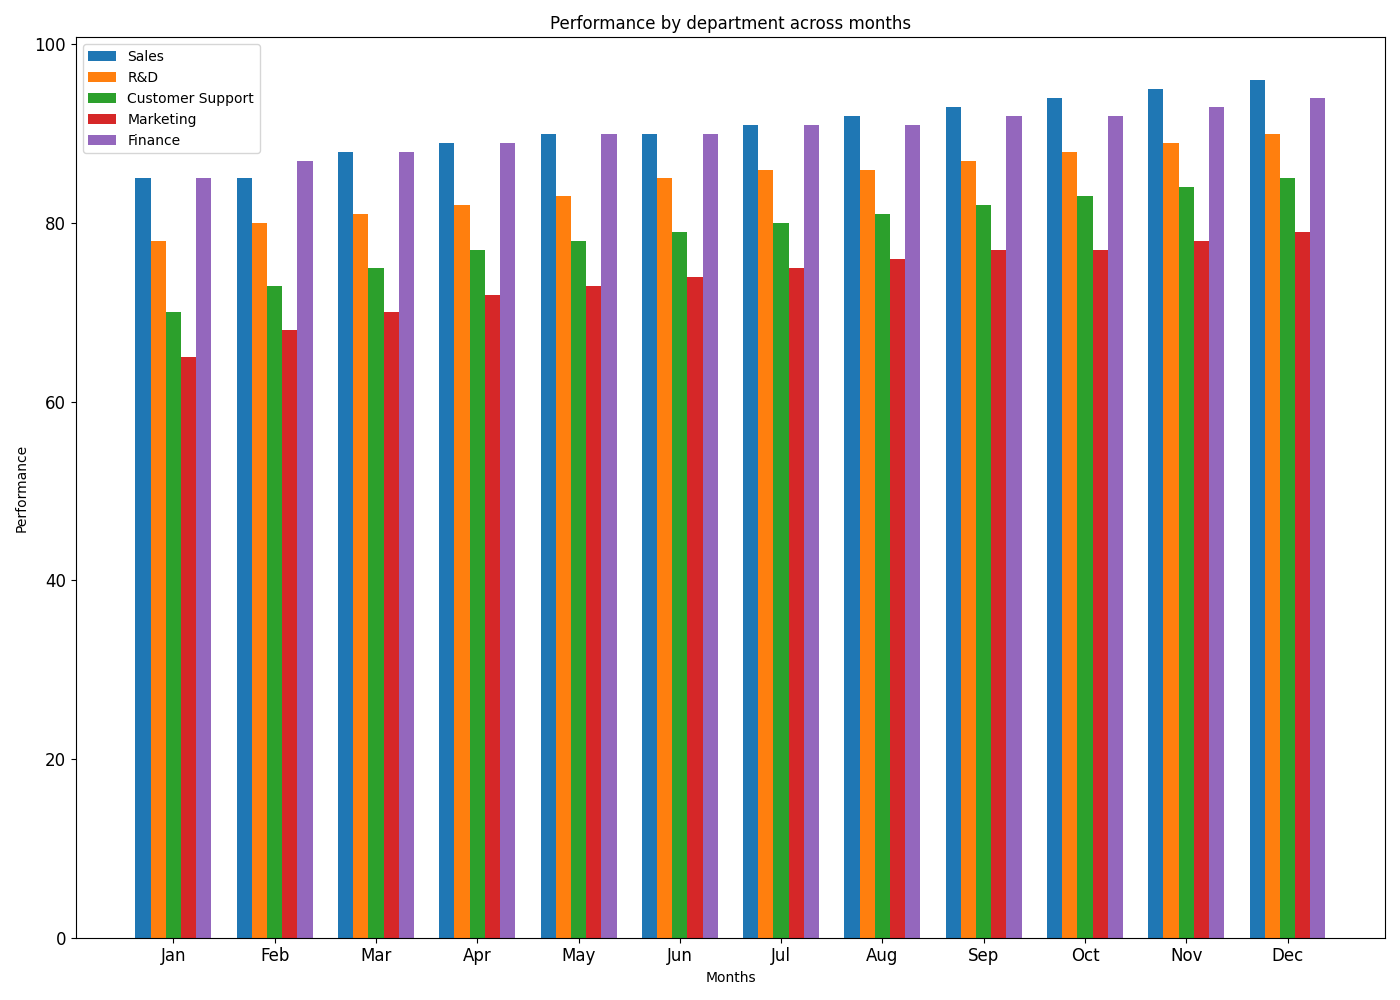 Performance by department across months
Sales
R&D
Customer Support
Marketing
Finance
100
80
60
40
20
0
Performance
Jan Feb Mar Apr May Jun Jul Aug Sep Oct Nov Dec
Months